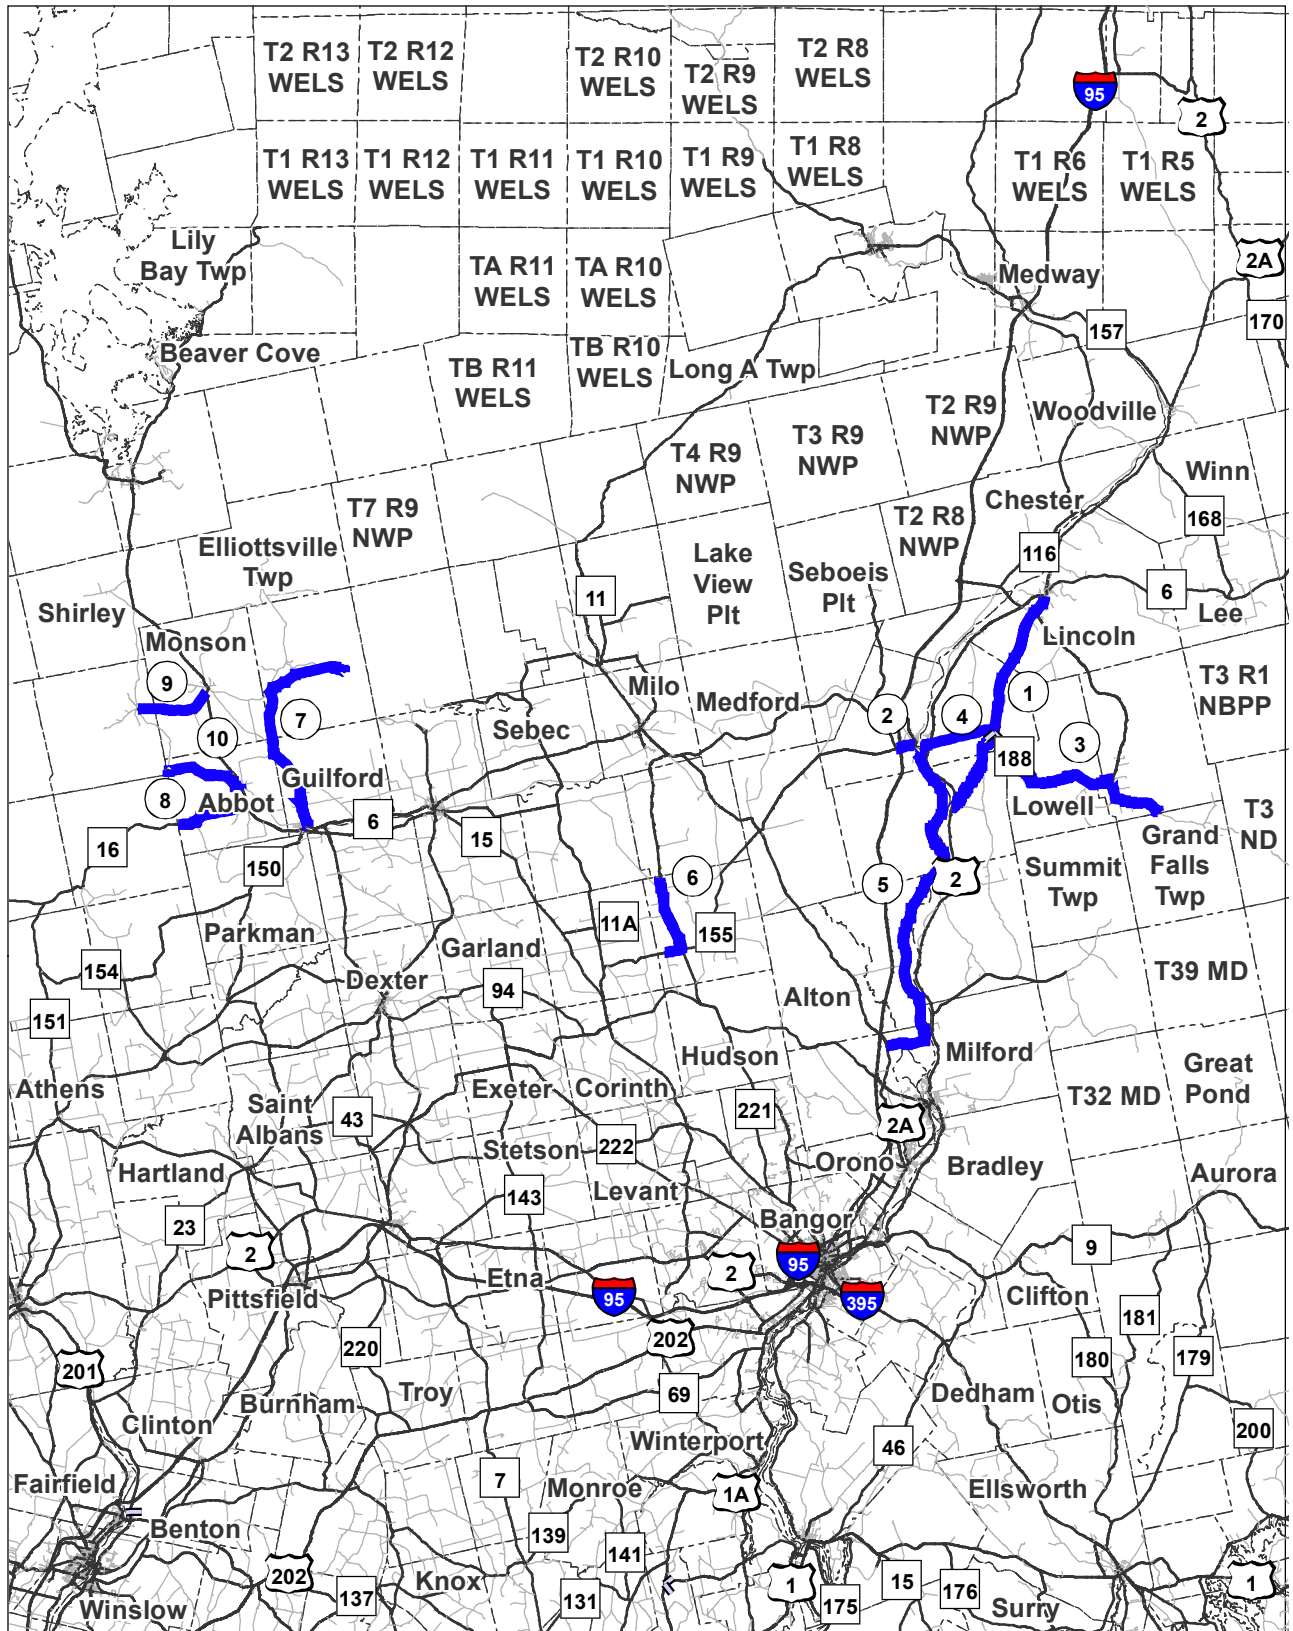 T2 R13
WELS
T2 R12
WELS
T2 R10
WELS
T2 R9
WELS
T2 R8
WELS
95
2
T1 R13
WELS
T1 R12
WELS
T1 R11
WELS
T1 R10
WELS
T1 R9
WELS
T1 R8
WELS
T1 R6
WELS
T1 R5
WELS
Lily
Bay Twp
TA R11
WELS
TA R10
WELS
Medway
2A
170
157
Beaver Cove
TB R11
WELS
TB R10
WELS
Long A Twp
T2 R9
NWP
Woodville
T4 R9
NWP
T3 R9
NWP
Winn
T7 R9
NWP
Chester
168
T2 R8
NWP
Elliottsville
Twp
116
Lake
View
Plt
Seboeis
Plt
11
6
Lee
Shirley
Monson
Lincoln
T3 R1
NBPP
9
7
Milo
Medford
1
2
4
10
Sebec
3
188
Guilford
8
Abbot
Lowell
6
15
16
Grand
Falls
Twp
T3
ND
150
6
5
2
Summit
Twp
11A
155
Parkman
Garland
154
Dexter
94
Alton
T39 MD
151
Hudson
Milford
Athens
Exeter
Corinth
Great
Pond
Saint
Albans
43
221
2A
T32 MD
Stetson
222
Hartland
Orono
Bradley
Aurora
143
Levant
23
Bangor
2
9
95
2
Etna
Pittsfield
95
395
Clifton
181
202
220
201
180
179
69
Troy
Dedham
Otis
Burnham
Clinton
200
Winterport
46
Fairfield
7
Monroe
1A
Ellsworth
Benton
139
141
202
Knox
137
131
1
175
15
176
1
Winslow
Surry